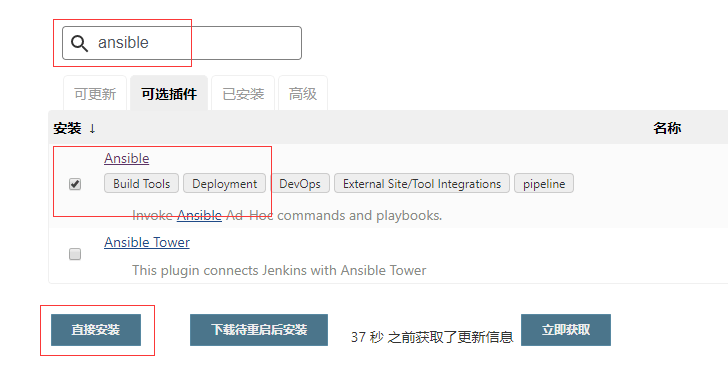 ansible
可更新 可选插件 已安装 高级
安装 ↓ 名称
Ansible
Build Tools Deployment DevOps External Site/Tool Integrations pipeline
Invoke Ansible Ad-Hoc commands and playbooks.
Ansible Tower
This plugin connects Jenkins with Ansible Tower
直接安装 下载待重启后安装 37 秒 之前获取了更新信息 立即获取